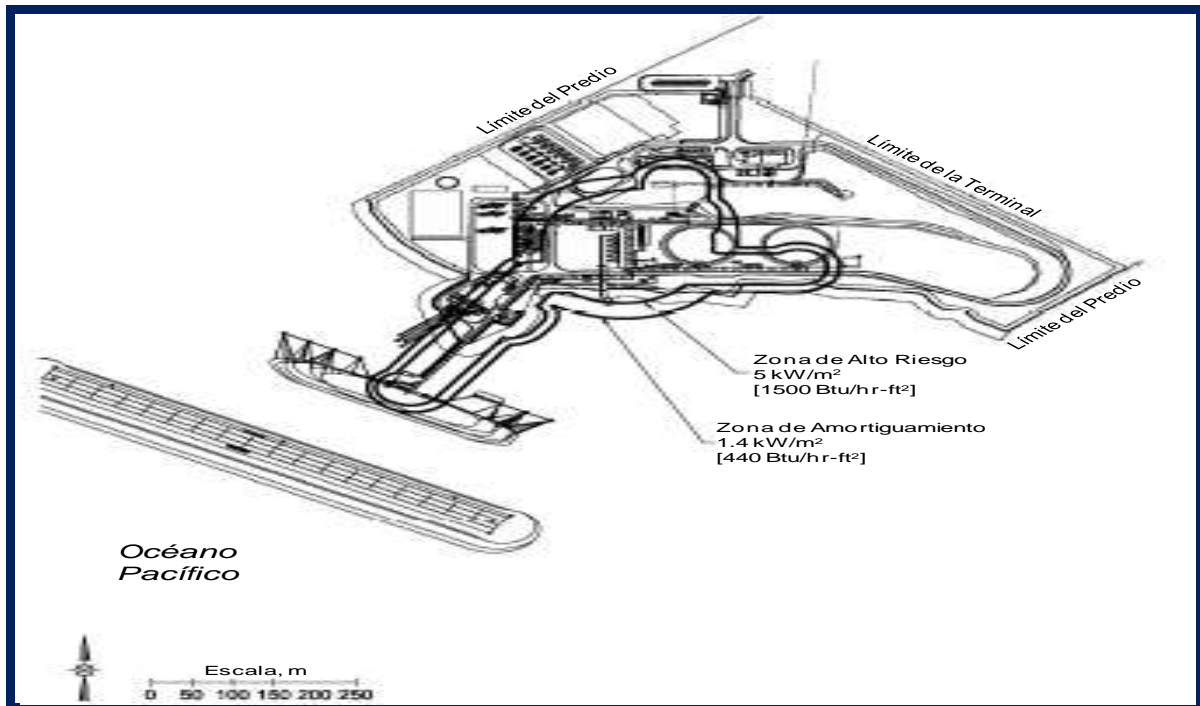 Límite del Predio
Límite de la Terminal
Límite del Predio
Zona de Alto Riesgo
5 kW/m²
[1500 Btu/hr-ft²]
Zona de Amortiguamiento
1.4 kW/m²
[440 Btu/hr-ft²]
Océano
Pacífico
Escala, m
0 50 100 150 200 250